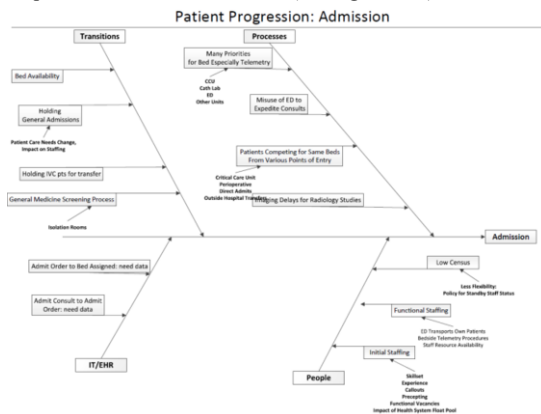 Patient Progression: Admission
Transitions
Processes
Bed Availability
Holding
General Admissions
Patient Care Needs Change,
Impact on Staffing
Holding IVC pts for transfer
General Medicine Screening Process
Isolation Rooms
Many Priorities
for Bed Especially Telemetry
CCU
Cath Lab
ED
Other Units
Misuse of ED to
Expedite Consults
Patients Competing for Same Beds
From Various Points of Entry
Critical Care Unit
Perioperative
Direct Admits
Outside Hospital Transfers
Imaging Delays for Radiology Studies
Admission
Admit Order to Bed Assigned: need data
Admit Consult to Admit
Order: need data
IT/EHR
Low Census
Less Flexibility:
Policy for Standby Staff Status
Functional Staffing
ED Transports Own Patients
Bedside Telemetry Procedures
Staff Resource Availability
Initial Staffing
Skillset
Experience
Callouts
Precepting
Functional Vacancies
Impact of Health System Float Pool
People